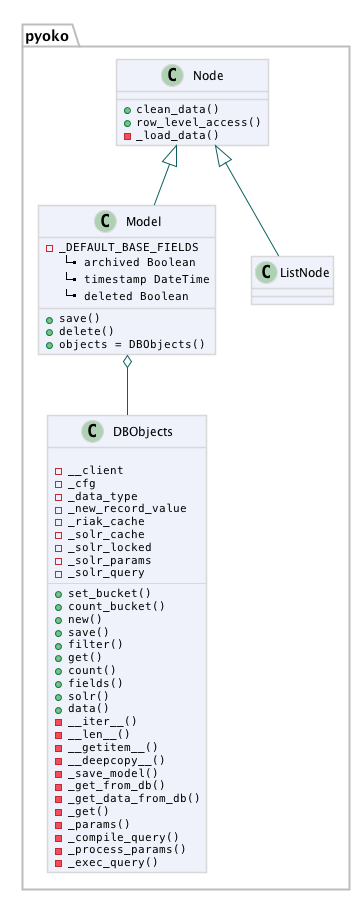 pyoko
C Node
clean_data()
row_level_access()
_load_data()
C Model
_DEFAULT_BASE_FIELDS
archived Boolean
timestamp DateTime
deleted Boolean
save()
delete()
objects = DBObjects()
C ListNode
C DBObjects
__client
_cfg
_data_type
_new_record_value
_riak_cache
_solr_cache
_solr_locked
_solr_params
_solr_query
set_bucket()
count_bucket()
new()
save()
filter()
get()
count()
fields()
solr()
data()
__iter__()
__len__()
__getitem__()
__deepcopy__()
_save_model()
_get_from_db()
_get_data_from_db()
_get()
_params()
_compile_query()
_process_params()
_exec_query()